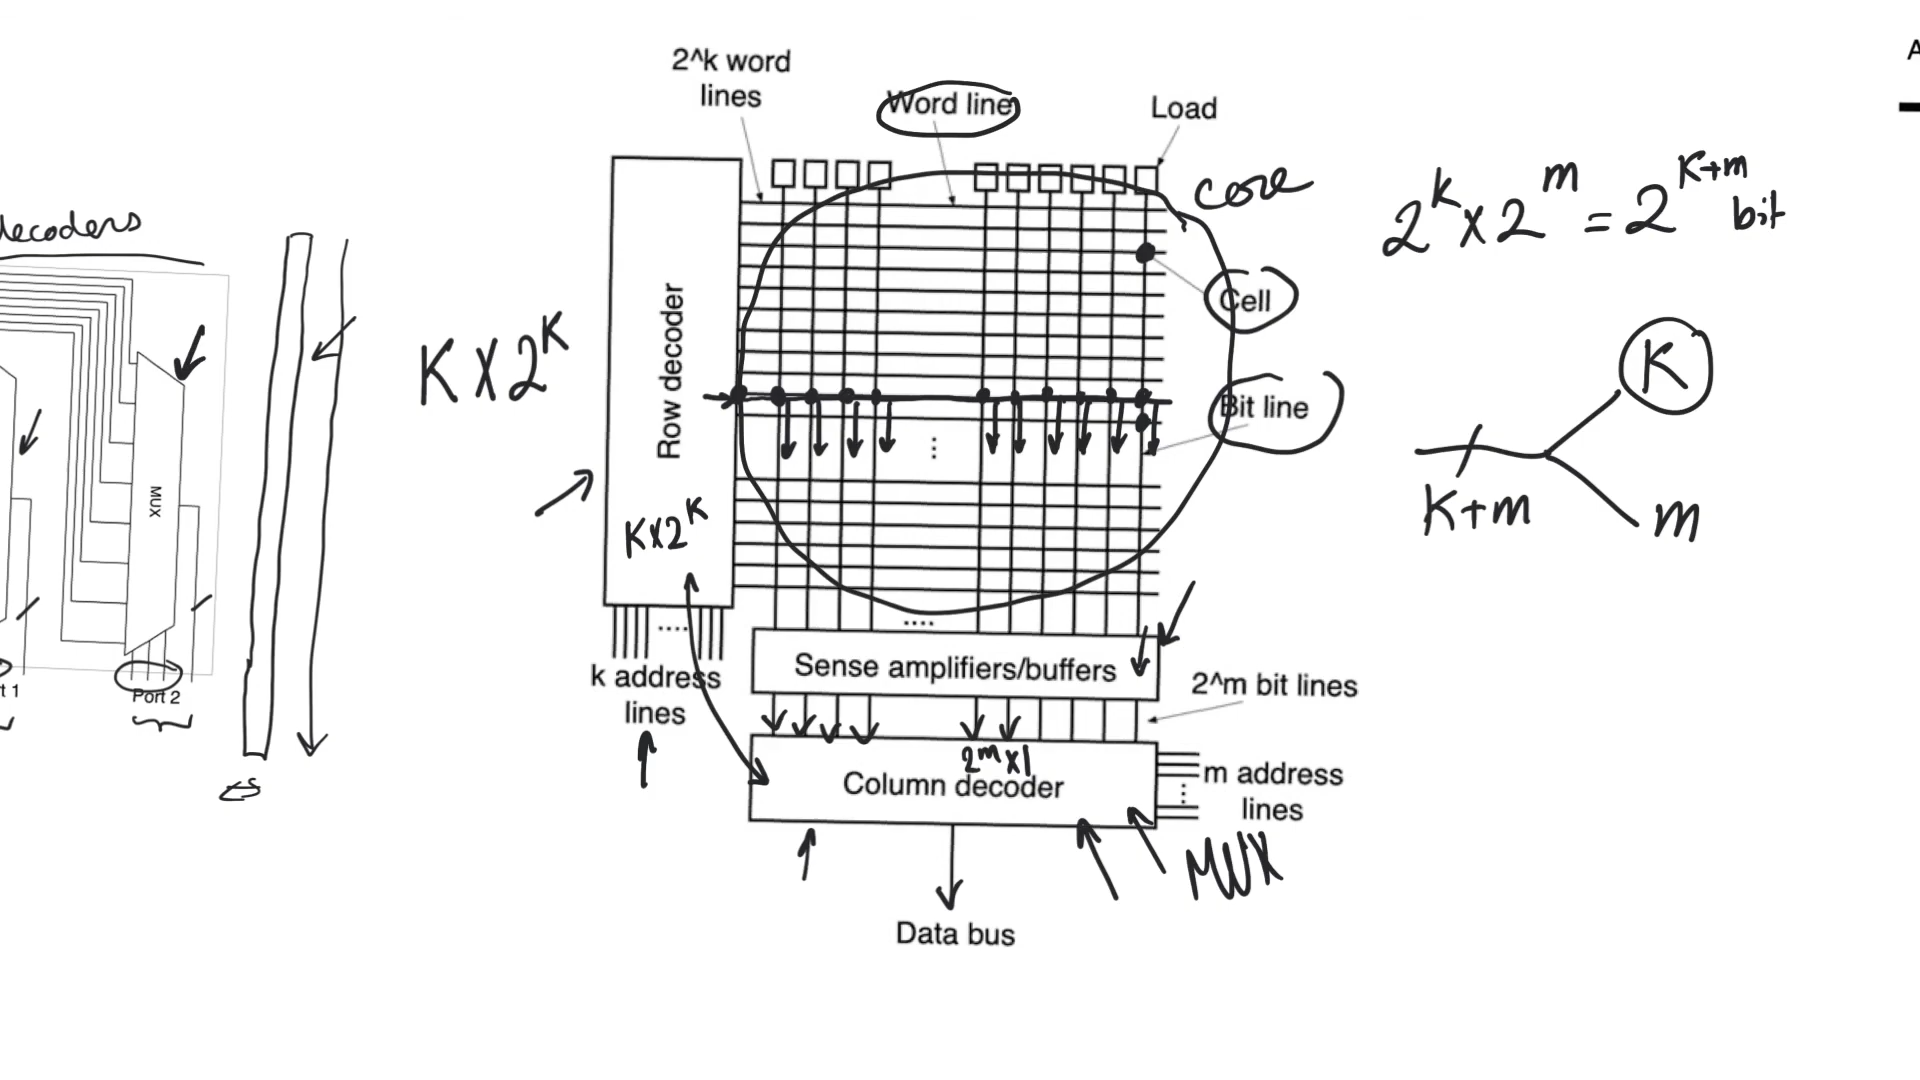 2^k word
lines
Word line
Load
core
2^k x 2^m = 2^K+m bit
decoders
Cell
K X 2^K
Row decoder
K
Bit line
K+m
m
MUX
KX2^K
Port 2
t 1
k address
lines
Sense amplifiers/buffers
2^m bit lines
2^m x 1
Column decoder
m address
lines
MUX
Data bus